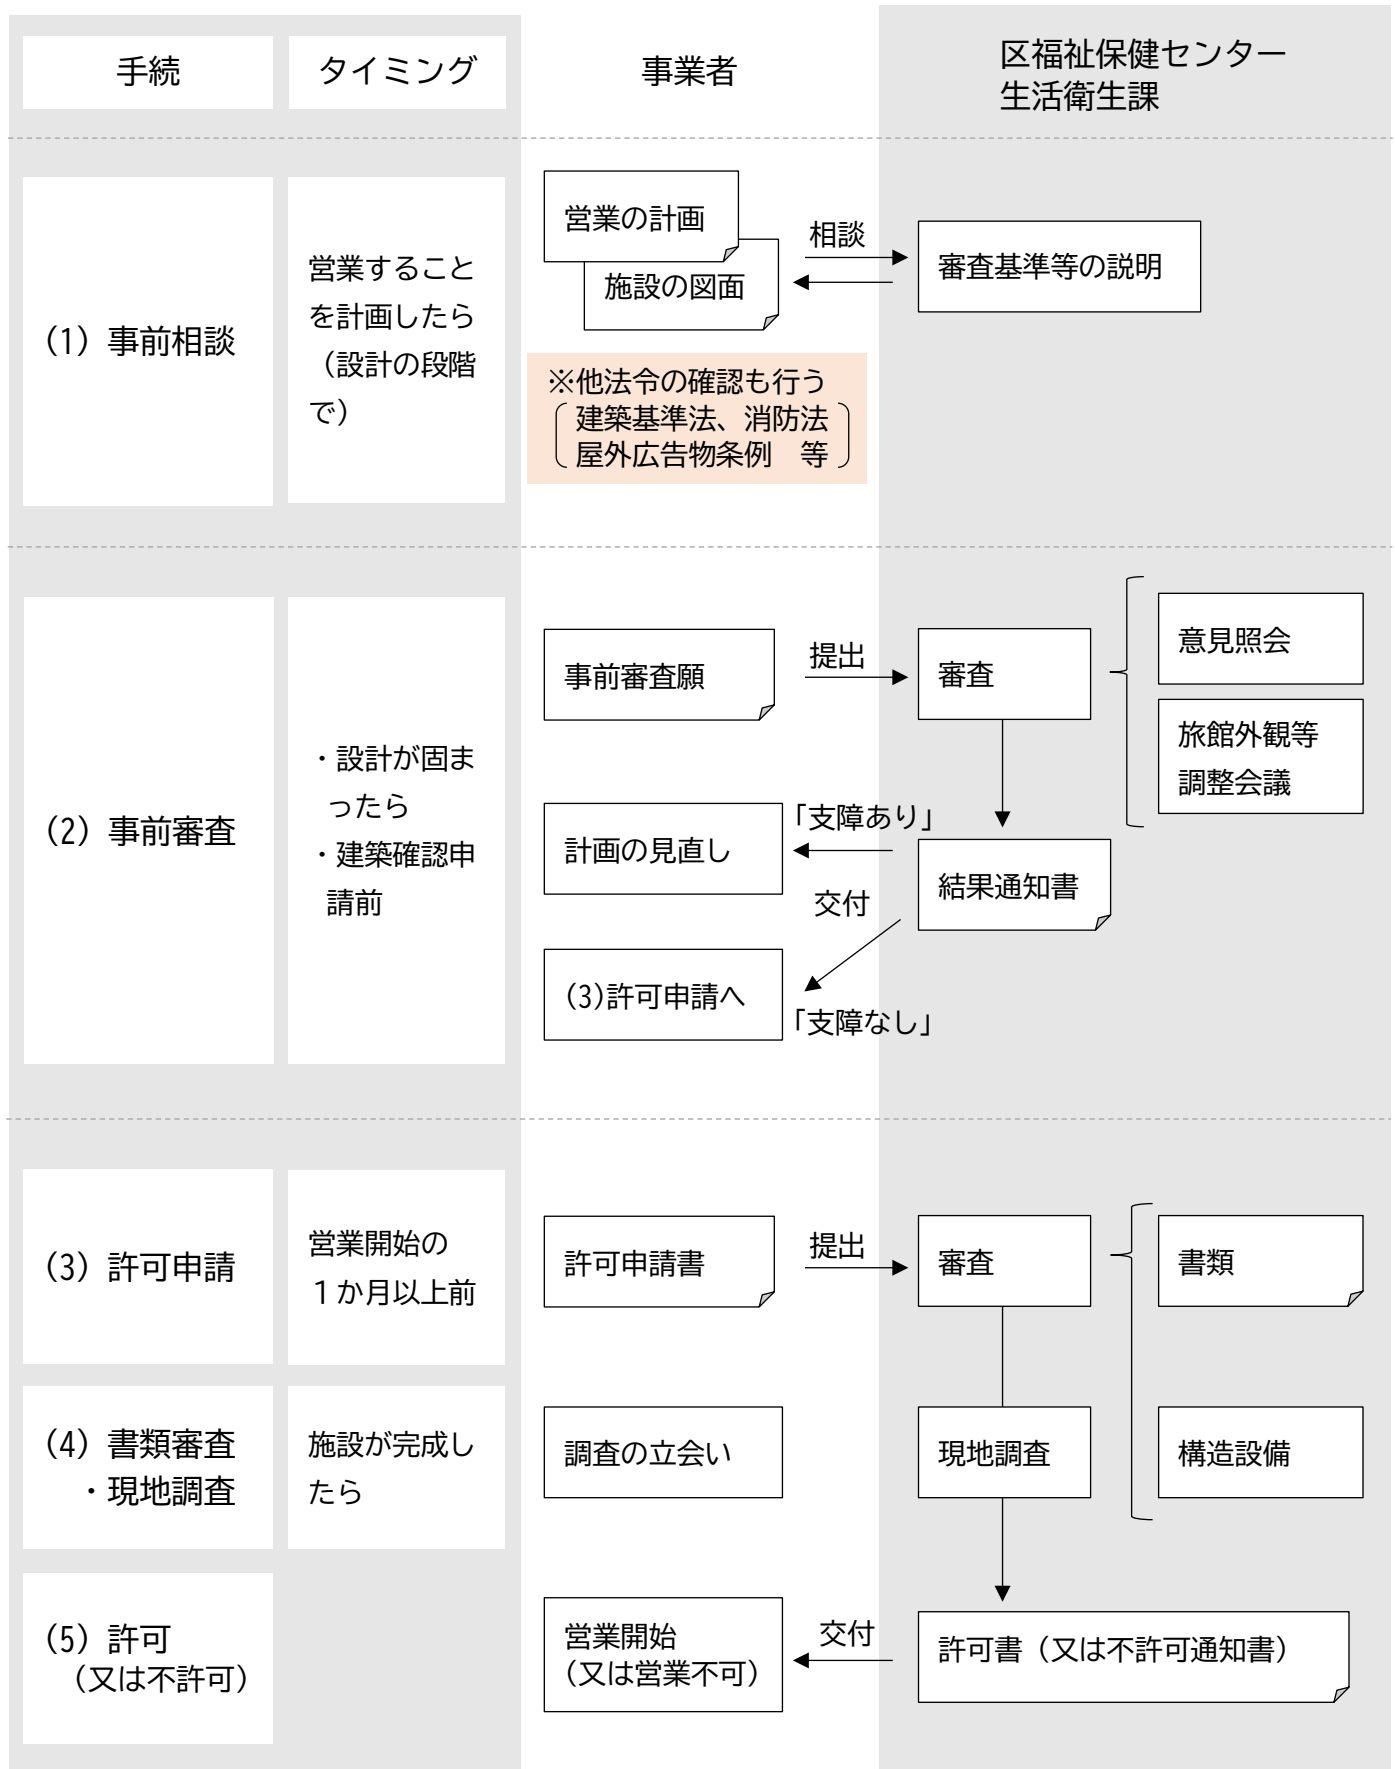 手続
タイミング
事業者
区福祉保健センター
生活衛生課
(1) 事前相談
営業すること
を計画したら
（設計の段階
で）
営業の計画
施設の図面
相談
審査基準等の説明
※他法令の確認も行う
建築基準法、消防法
屋外広告物条例　等
(2) 事前審査
・設計が固ま
ったら
・建築確認申
請前
事前審査願
提出
審査
意見照会
旅館外観等
調整会議
「支障あり」
計画の見直し
結果通知書
交付
(3)許可申請へ
「支障なし」
(3) 許可申請
営業開始の
１か月以上前
許可申請書
提出
審査
書類
(4) 書類審査
・現地調査
施設が完成し
たら
調査の立会い
現地調査
構造設備
(5) 許可
（又は不許可）
営業開始
（又は営業不可）
交付
許可書（又は不許可通知書）